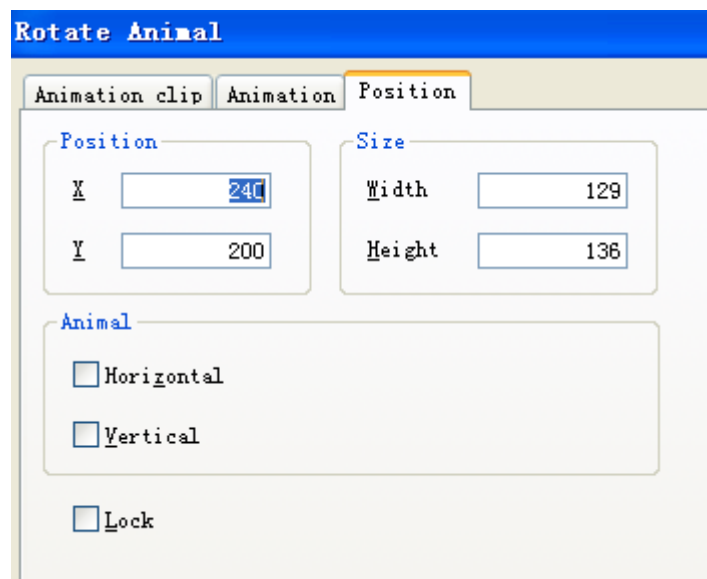 Rotate Animal
Animation clip Animation Position
Position Size
X 240 Width 129
Y 200 Height 136
Animal
Horizontal
Vertical
Lock